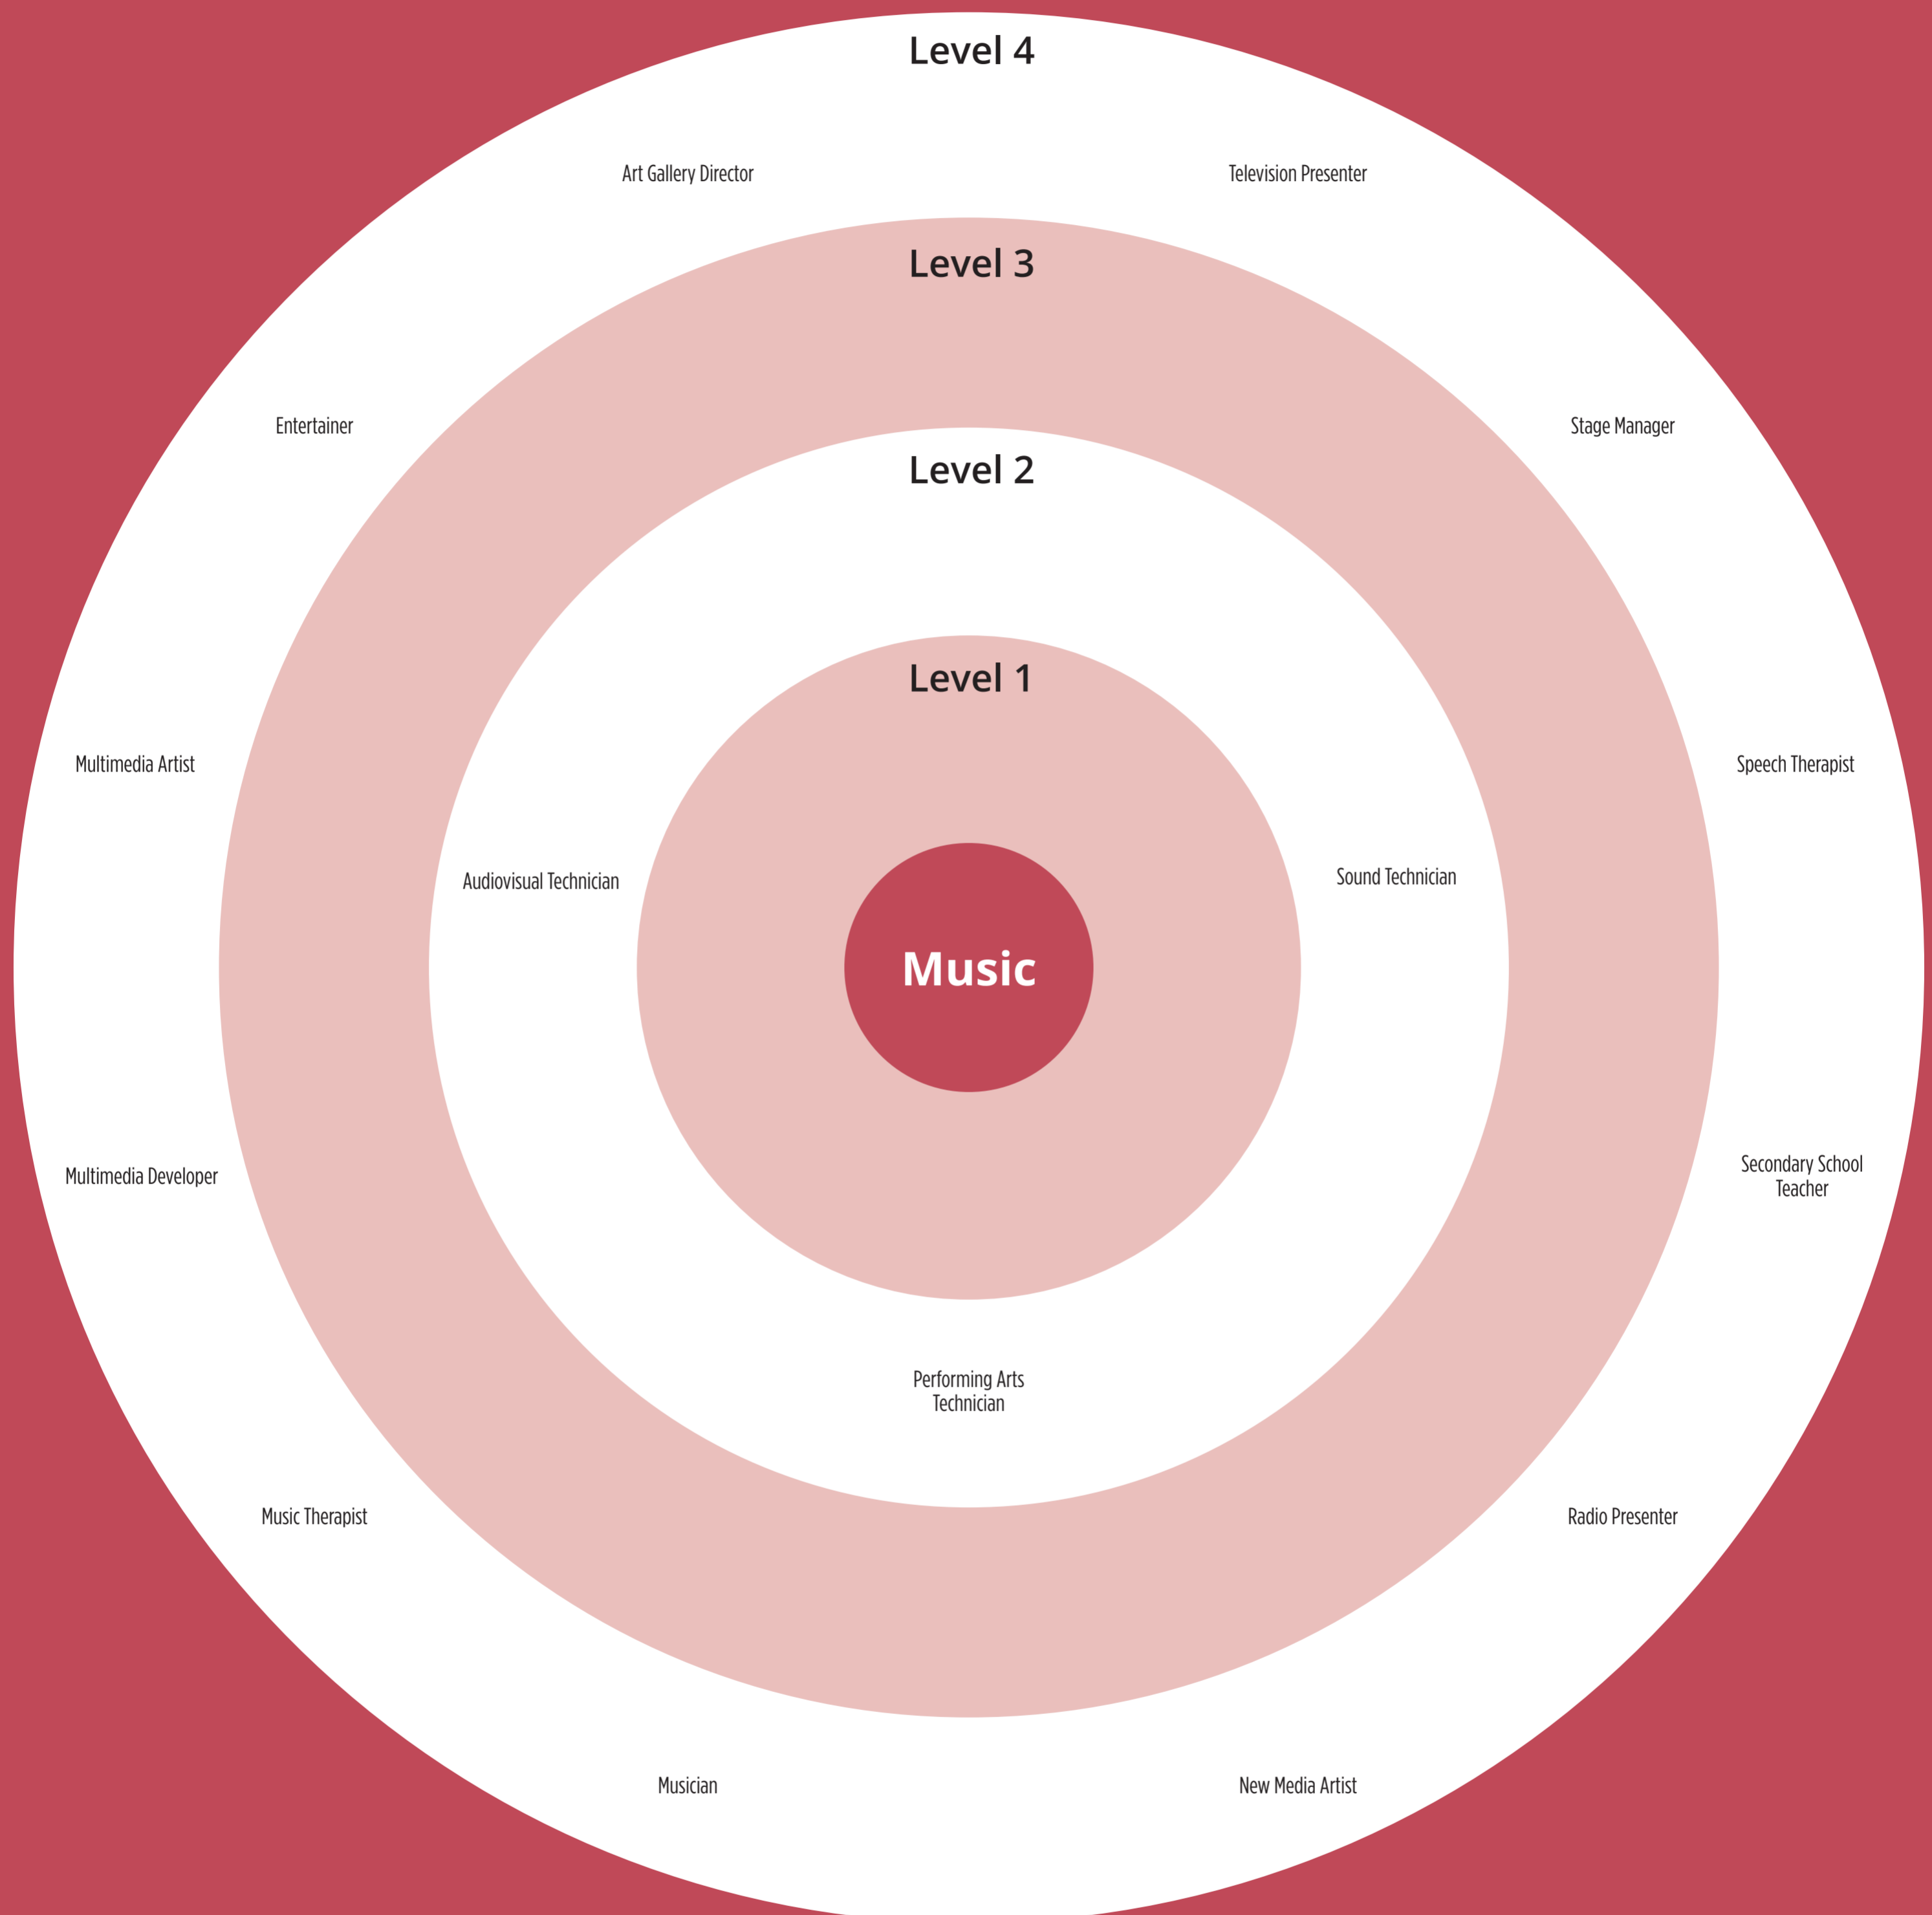 Level 4
Art Gallery Director
Television Presenter
Level 3
Entertainer
Stage Manager
Level 2
Level 1
Multimedia Artist
Speech Therapist
Audiovisual Technician
Sound Technician
Music
Multimedia Developer
Secondary School
Teacher
Performing Arts
Technician
Music Therapist
Radio Presenter
Musician
New Media Artist